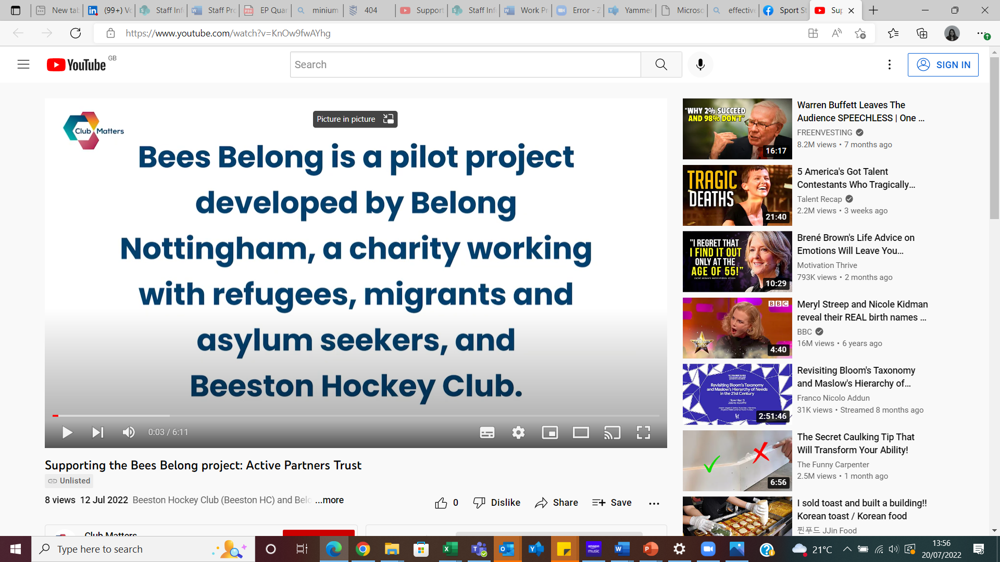 New tab
(99+) Vo
Staff Info
Staff Pro
EP Quar
minium
404
Support
Staff Info
Work Pr
Error - Z
Yammer
Microso
effective
Sport St
Sup
https://www.youtube.com/watch?v=KnOw9fwAYhg
YouTube GB
Search
SIGN IN
Club Matters
Picture in picture
Bees Belong is a pilot project
developed by Belong
Nottingham, a charity working
with refugees, migrants and
asylum seekers, and
Beeston Hockey Club.
0:03 / 6:11
Supporting the Bees Belong project: Active Partners Trust
Unlisted
8 views 12 Jul 2022 Beeston Hockey Club (Beeston HC) and Belo ...more
0 Dislike Share Save
Club Matters
"WHY 2% SUCCEED
AND 98% DON'T"
16:17
Warren Buffett Leaves The
Audience SPEECHLESS | One ...
FREENVESTING
8.2M views • 7 months ago
TRAGIC
DEATHS
21:40
5 America's Got Talent
Contestants Who Tragically...
Talent Recap
2.2M views • 3 weeks ago
"I REGRET THAT
I FIND IT OUT
ONLY AT THE
AGE OF 55!"
10:29
Brené Brown's Life Advice on
Emotions Will Leave You...
Motivation Thrive
793K views • 2 months ago
BBC
4:40
Meryl Streep and Nicole Kidman
reveal their REAL birth names ...
BBC
16M views • 6 years ago
Revisiting Bloom's Taxonomy
and Maslow's Hierarchy of Needs
in the 21st Century
November 13
2:00 to 4:00 PM
2:51:46
Revisiting Bloom's Taxonomy
and Maslow's Hierarchy of...
Franco Nicolo Addun
31K views • Streamed 8 months ago
6:56
The Secret Caulking Tip That
Will Transform Your Ability!
The Funny Carpenter
2.5M views • 1 month ago
I sold toast and built a building!!
Korean toast / Korean food
찐푸드 JJin Food
Type here to search
amazon
music
21°C
13:56
20/07/2022